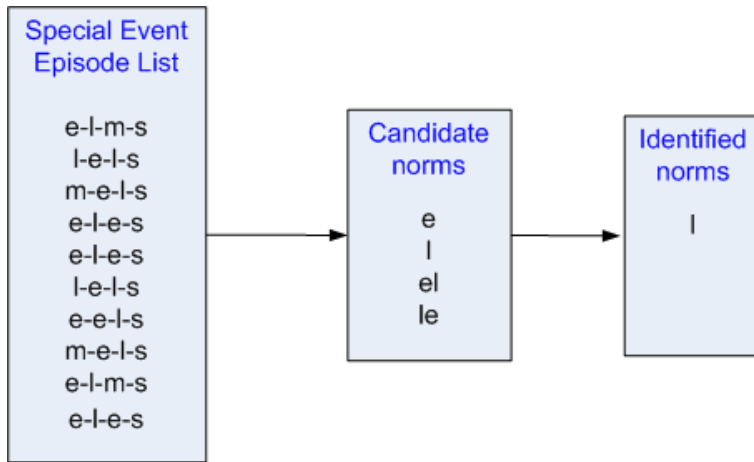 Special Event
Episode List
e-l-m-s
l-e-l-s
m-e-l-s
e-l-e-s
e-l-e-s
l-e-l-s
e-e-l-s
m-e-l-s
e-l-m-s
e-l-e-s
Candidate
norms
e
l
el
le
Identified
norms
l